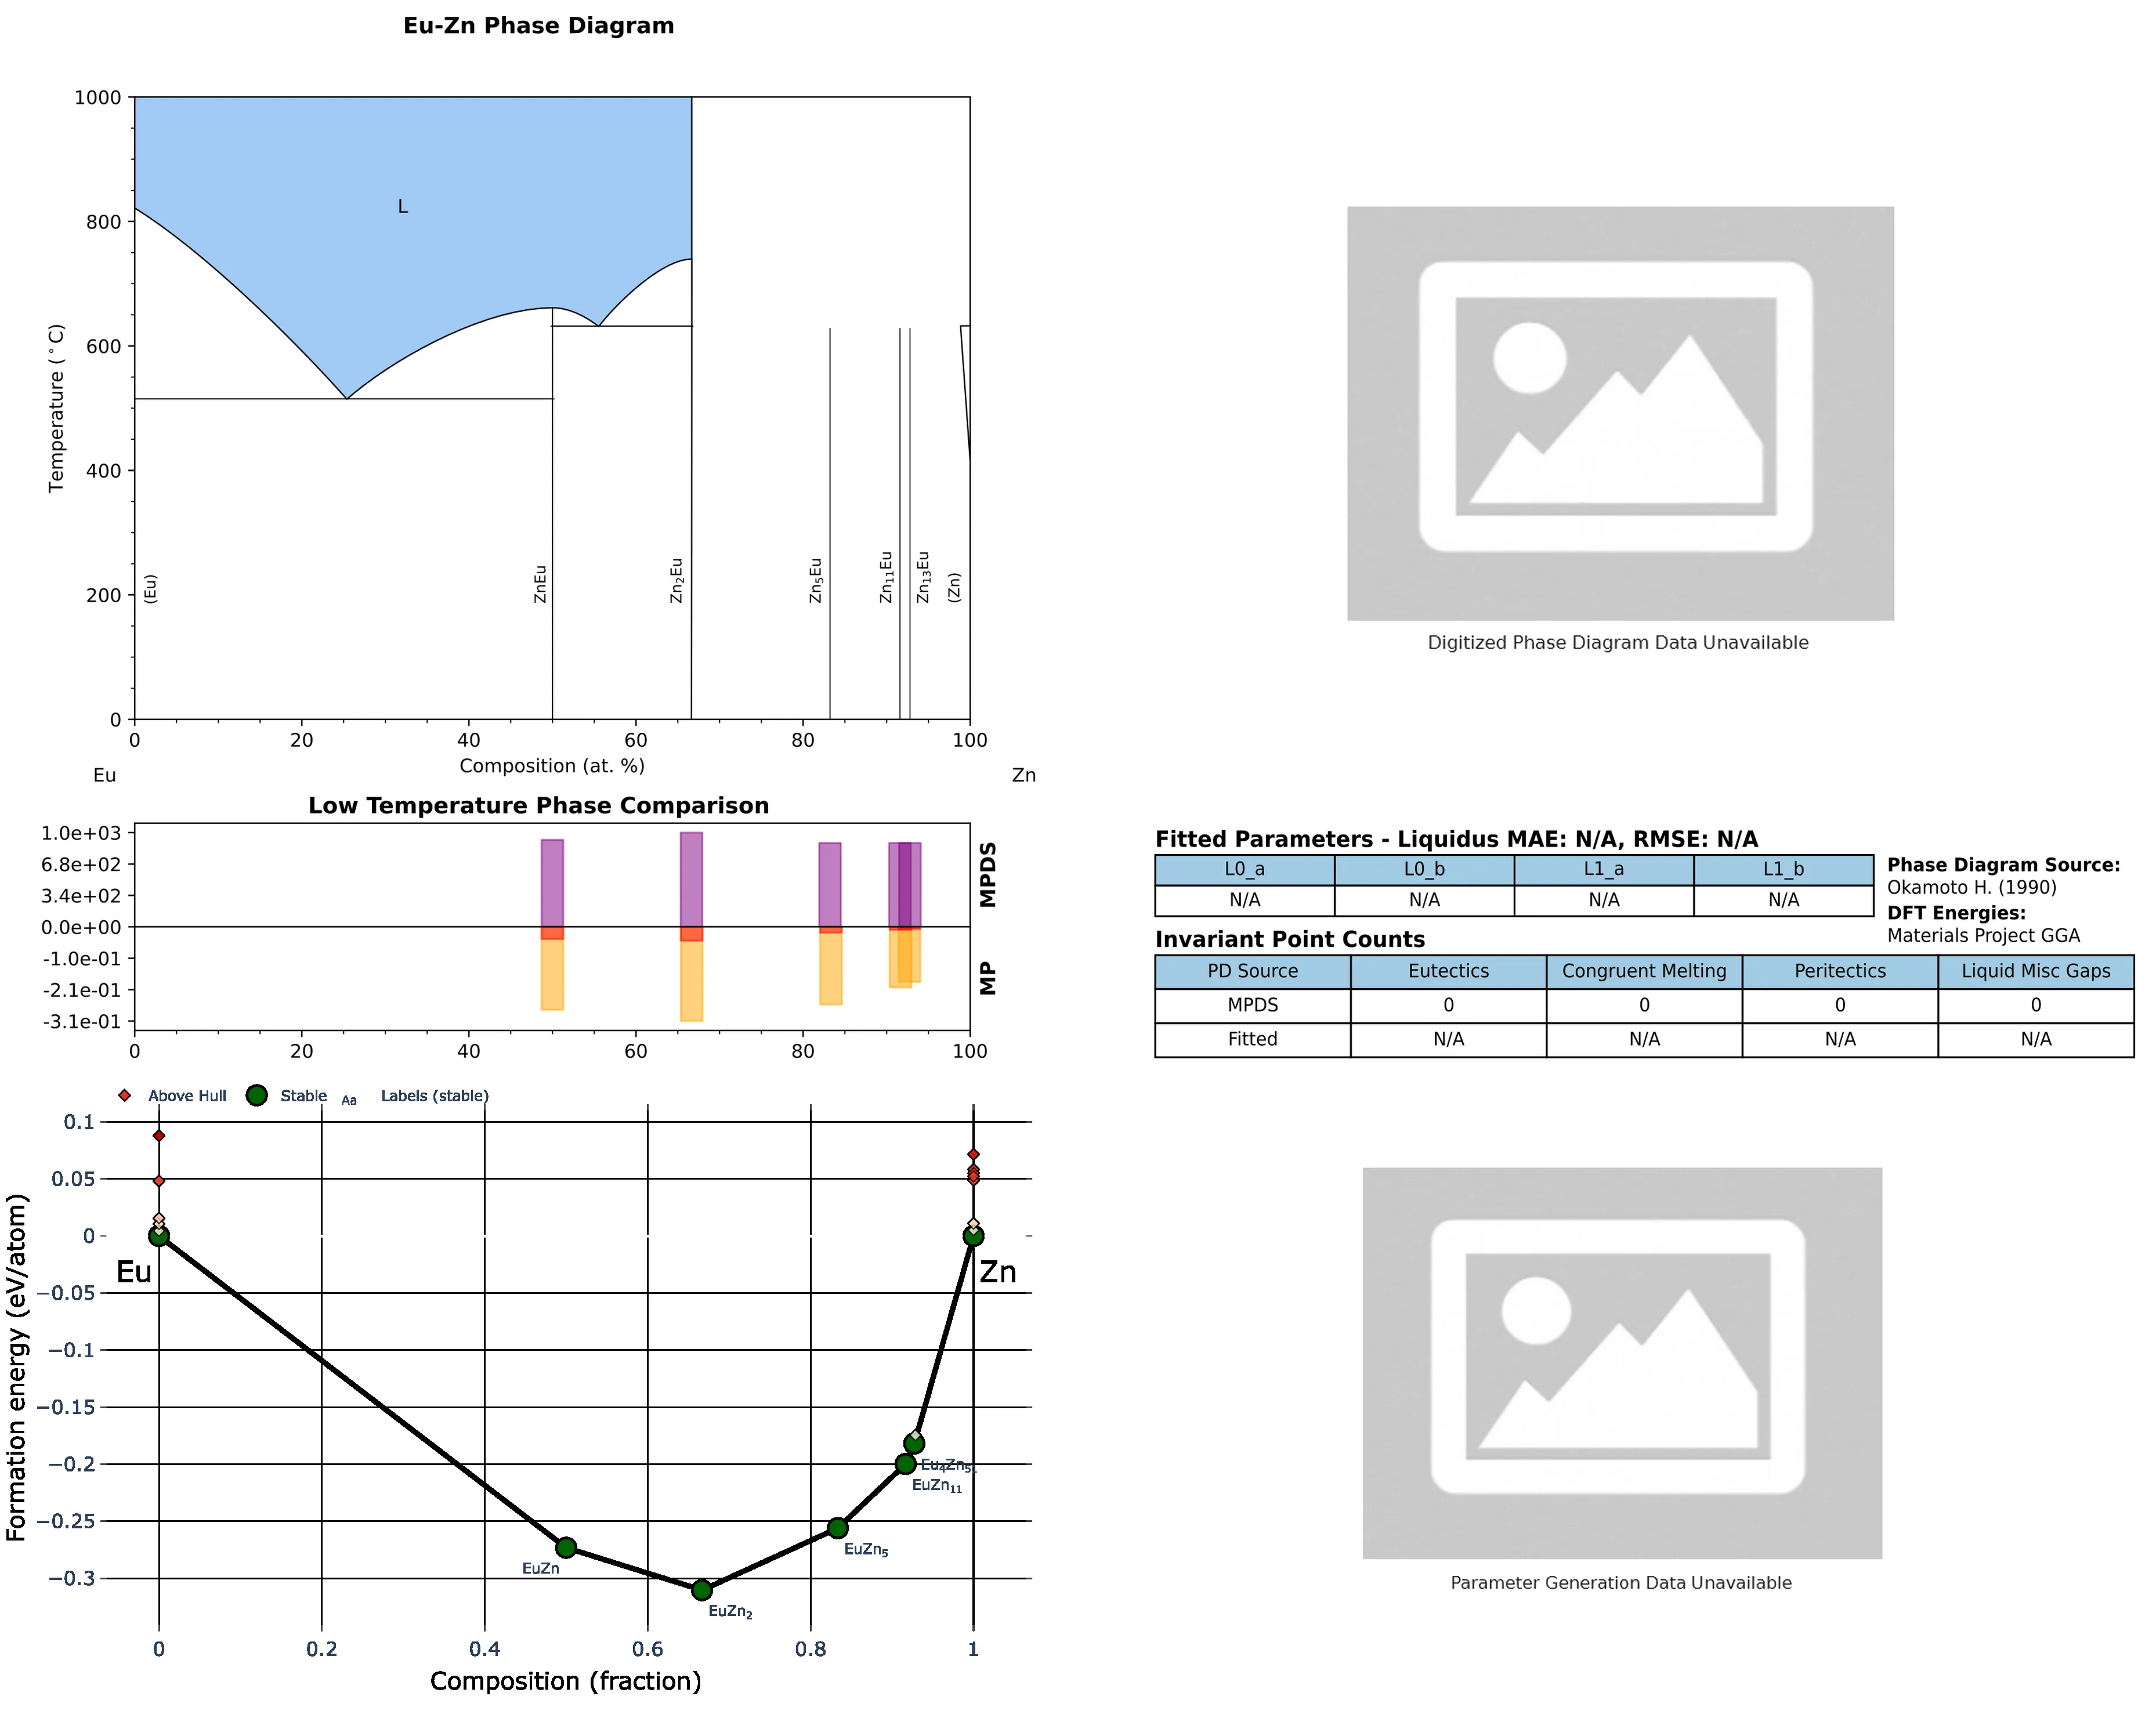 Eu-Zn Phase Diagram
1000
800
600
400
200
0
Temperature (°C)
L
(Eu)
ZnEu
Zn₂Eu
Zn₅Eu
Zn₁₁Eu
Zn₁₃Eu
(Zn)
0 20 40 60 80 100
Composition (at. %)
Eu Zn
Digitized Phase Diagram Data Unavailable
Low Temperature Phase Comparison
1.0e+03
6.8e+02
3.4e+02
0.0e+00
-1.0e-01
-2.1e-01
-3.1e-01
MPDS
MP
0 20 40 60 80 100
Fitted Parameters - Liquidus MAE: N/A, RMSE: N/A
L0_a L0_b L1_a L1_b
N/A N/A N/A N/A
Phase Diagram Source:
Okamoto H. (1990)
DFT Energies:
Materials Project GGA
Invariant Point Counts
PD Source Eutectics Congruent Melting Peritectics Liquid Misc Gaps
MPDS 0 0 0 0
Fitted N/A N/A N/A N/A
Above Hull Stable Aa Labels (stable)
0.1
0.05
0
−0.05
−0.1
−0.15
−0.2
−0.25
−0.3
Formation energy (eV/atom)
Eu
Zn
Eu₄Zn₅₁
EuZn₁₁
EuZn₅
EuZn
EuZn₂
0 0.2 0.4 0.6 0.8 1
Composition (fraction)
Parameter Generation Data Unavailable